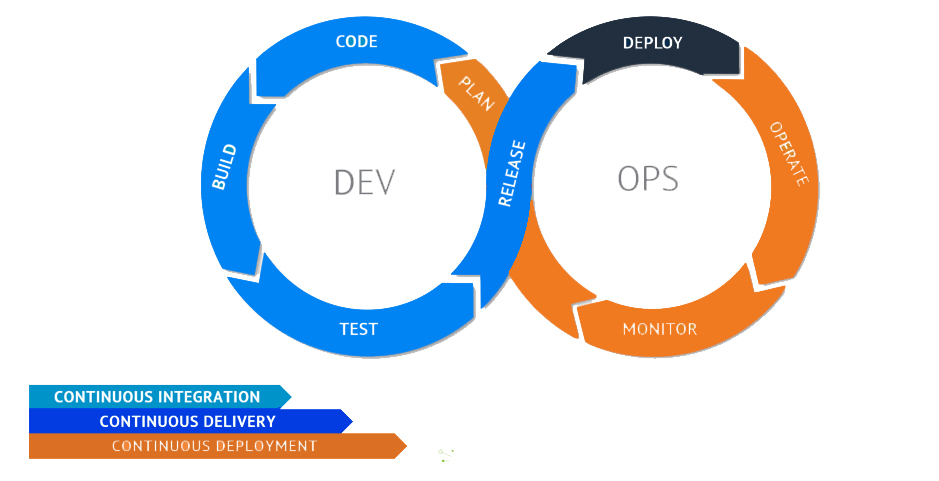 CODE
PLAN
BUILD
DEV
TEST
RELEASE
DEPLOY
OPERATE
OPS
MONITOR
CONTINUOUS INTEGRATION
CONTINUOUS DELIVERY
CONTINUOUS DEPLOYMENT